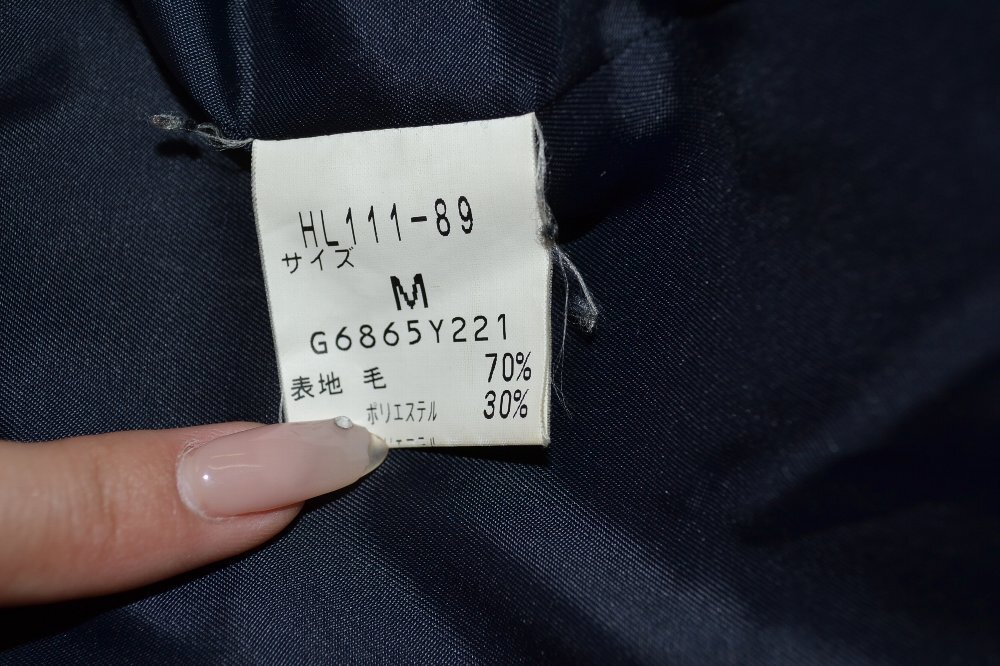 HL111-89
サイズ
M
G6865Y221
表地 毛 70%
ポリエステル 30%